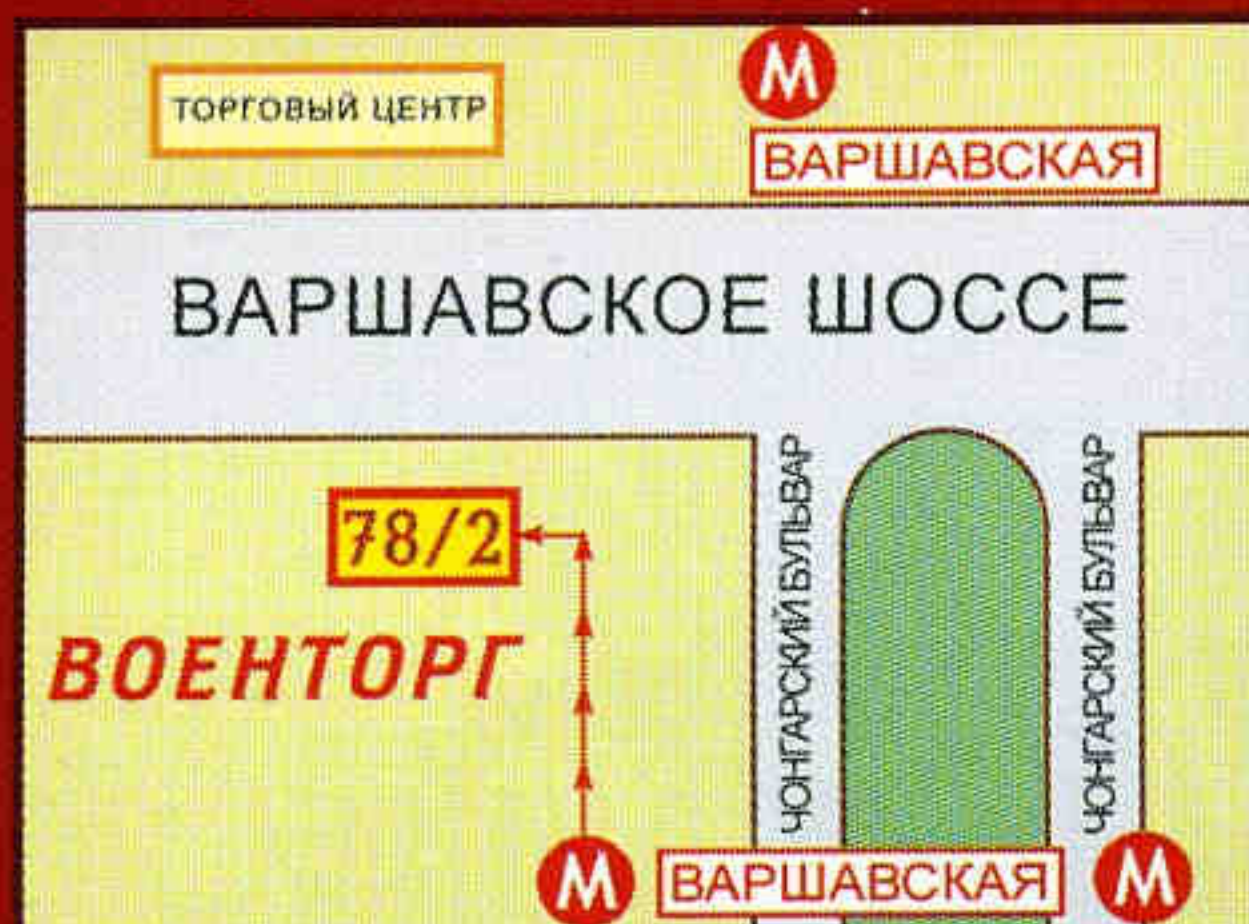 М
ТОРГОВЫЙ ЦЕНТР
ВАРШАВСКАЯ
ВАРШАВСКОЕ ШОССЕ
78/2
ВОЕНТОРГ
ЧОНГАРСКИЙ БУЛЬВАР
ЧОНГАРСКИЙ БУЛЬВАР
М ВАРШАВСКАЯ М